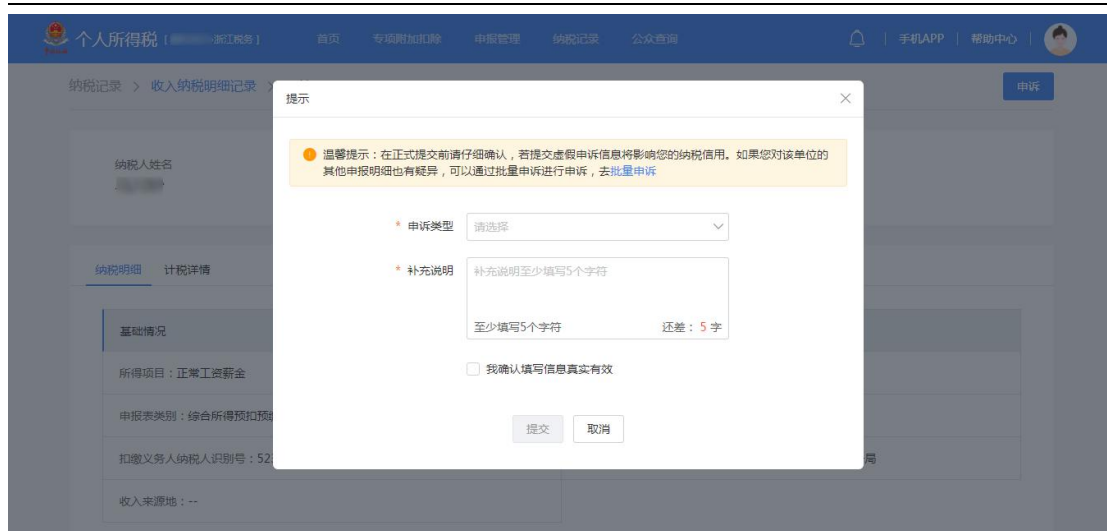 个人所得税 [ 浙江税务 ] 首页 专项附加扣除 申报管理 纳税记录 公众查询 手机APP 帮助中心
纳税记录 > 收入纳税明细记录 > 申诉
提示
纳税人姓名
温馨提示：在正式提交前请仔细确认，若提交虚假申诉信息将影响您的纳税信用。如果您对该单位的
其他申报明细也有疑异，可以通过批量申诉进行申诉，去批量申诉
* 申诉类型 请选择
纳税明细 计税详情
* 补充说明 补充说明至少填写5个字符
至少填写5个字符 还差：5 字
基础情况
我确认填写信息真实有效
所得项目：正常工资薪金
申报表类别：综合所得预扣预
提交 取消
扣缴义务人纳税人识别号：52 局
收入来源地：--